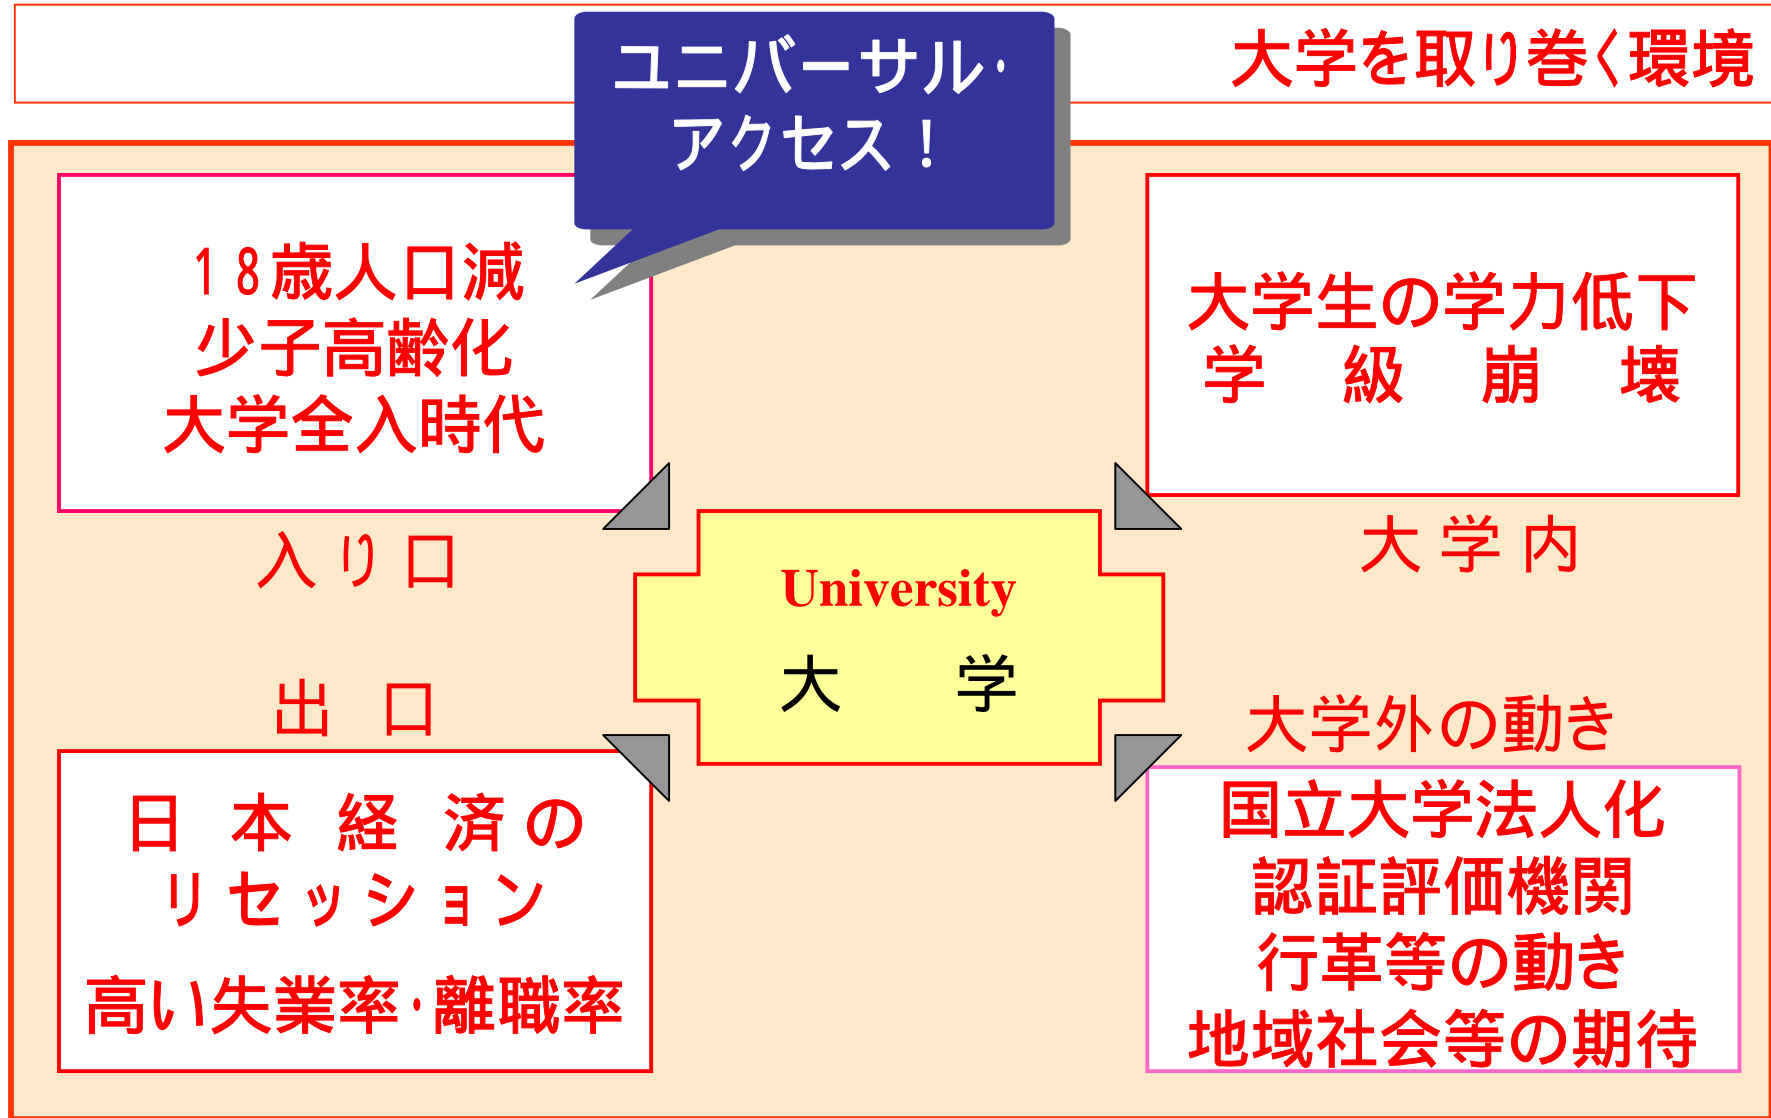 大学を取り巻く環境
ユニバーサル・
アクセス！
１８歳人口減
少子高齢化
大学全入時代
入り口
大学生の学力低下
学級崩壊
大学内
University
大学
出口
日本経済の
リセッション
高い失業率・離職率
大学外の動き
国立大学法人化
認証評価機関
行革等の動き
地域社会等の期待